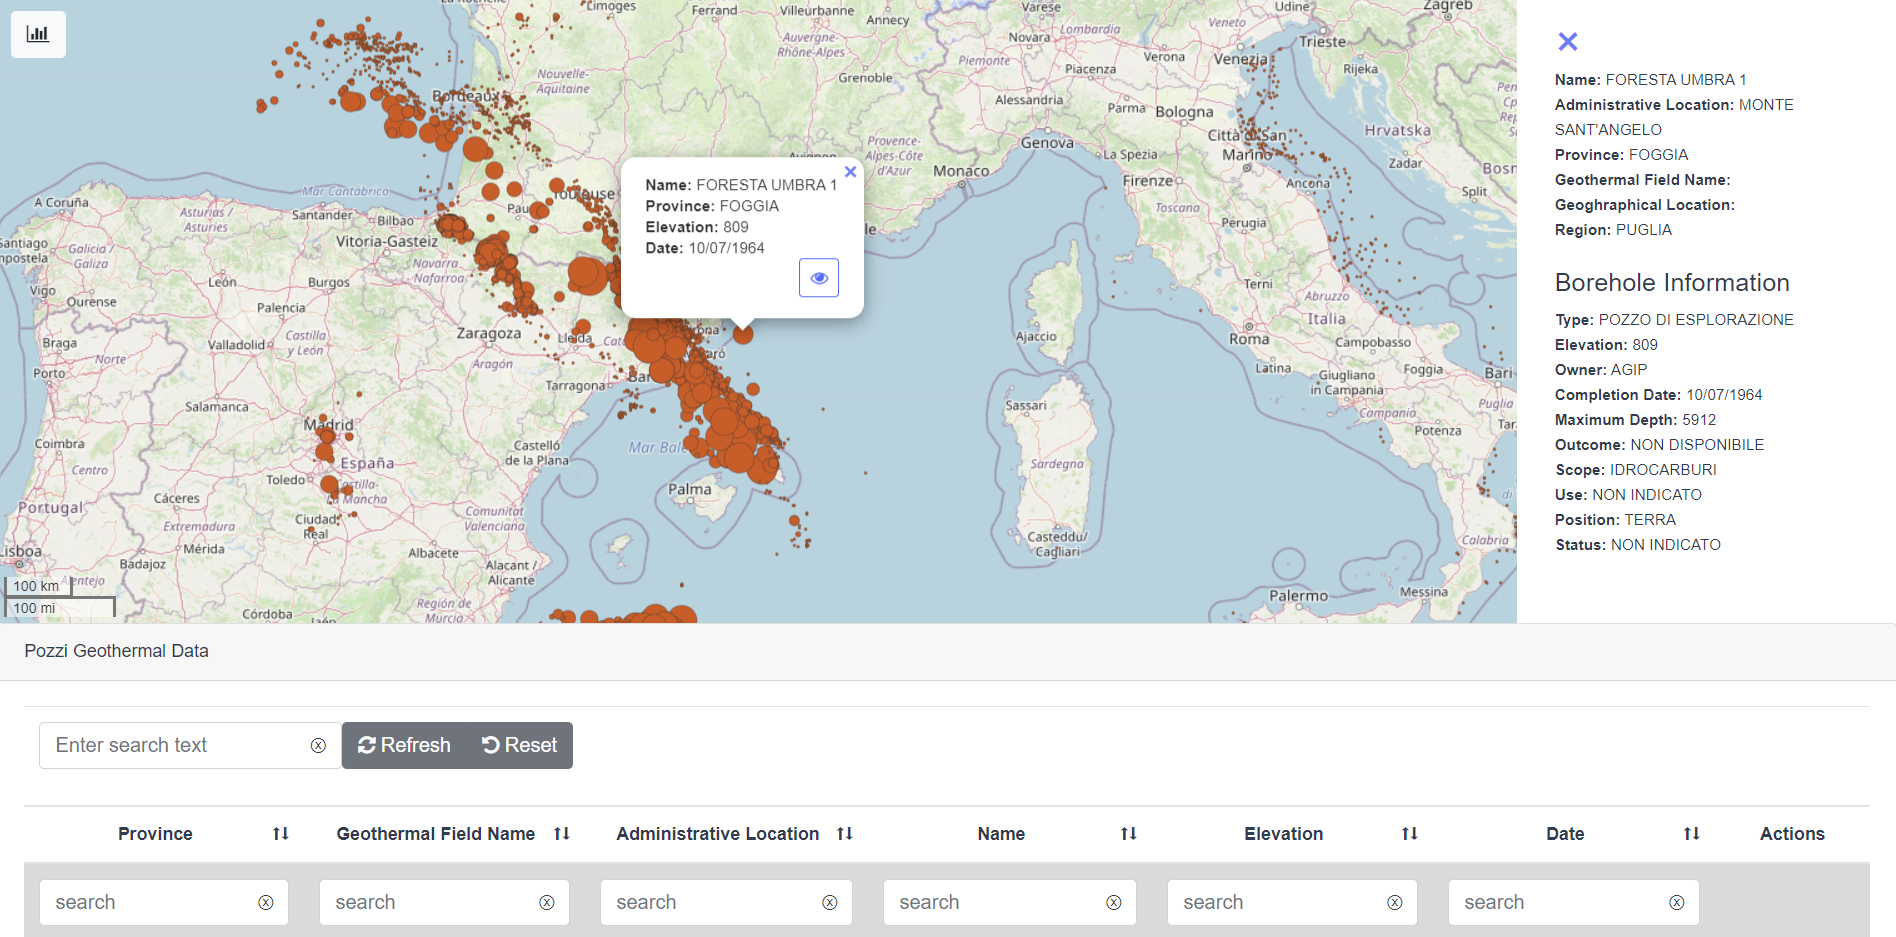 La Rochelle
Limoges
Ferrand
Villeurbanne
Annecy
Varese
Lombardia
Veneto
Udine
Zagreb
Auvergne-
Rhône-Alpes
Novara
Verona
Venezia
Trieste
Rijeka
Nouvelle-
Aquitaine
Grenoble
Piemonte
Piacenza
Bordeaux
Alessandria
Parma
Bologna
Hrvatska
Provence-
Alpes-Côte
d'Azur
Genova
La Spezia
Città di San
Marino
Zadar
Avignon
Monaco
Firenze
Ancona
Split
Mar Cantábrico
Toulouse
Toscana
A Coruña
Asturias /
Asturies
Santander
Bilbao
Pau
Perugia
Santiago
Galicia
Galiza
Vitoria-Gasteiz
León
Burgos
Navarra
Nafarroa
Terni
Abruzzo
Vigo
Ourense
Palencia
Italia
Castilla
y León
Zaragoza
Lleida
Ajaccio
Roma
Campobasso
Braga
Norte
Valladolid
Aragón
Mataró
Latina
Giugliano
in Campania
Foggia
Bari
Porto
Tarragona
Salamanca
Sassari
Campania
Puglia
Potenza
Madrid
Coimbra
Centro
España
Castelló
de la Plana
Sardegna
Toledo
Castilla-
La Mancha
Palma
Cáceres
Portugal
Extremadura
Ciudad
Real
Comunitat
Valenciana
Casteddu/
Cagliari
Calabria
Lisboa
Mérida
Badajoz
Albacete
Alacant /
Alicante
Alentejo
Palermo
Messina
Córdoba
Jaén
Región de
Murcia
100 km
100 mi
Name: FORESTA UMBRA 1
Province: FOGGIA
Elevation: 809
Date: 10/07/1964
Name: FORESTA UMBRA 1
Administrative Location: MONTE
SANT'ANGELO
Province: FOGGIA
Geothermal Field Name:
Geoghraphical Location:
Region: PUGLIA
Borehole Information
Type: POZZO DI ESPLORAZIONE
Elevation: 809
Owner: AGIP
Completion Date: 10/07/1964
Maximum Depth: 5912
Outcome: NON DISPONIBILE
Scope: IDROCARBURI
Use: NON INDICATO
Position: TERRA
Status: NON INDICATO
Pozzi Geothermal Data
Enter search text Refresh Reset
Province Geothermal Field Name Administrative Location Name Elevation Date Actions
search search search search search search